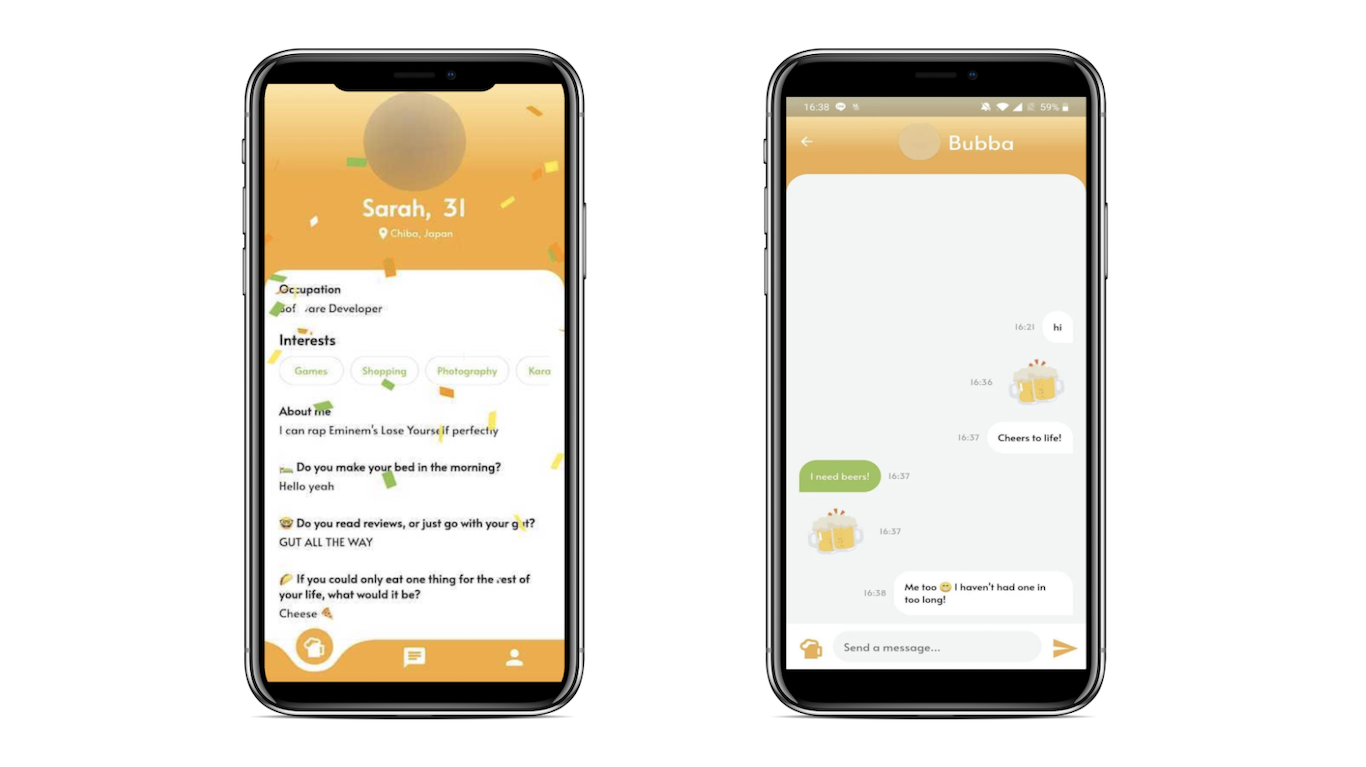 Sarah, 31
Chiba, Japan
Occupation
Software Developer
Interests
Games Shopping Photography Kara
About me
I can rap Eminem's Lose Yourself perfectly
Do you make your bed in the morning?
Hello yeah
Do you read reviews, or just go with your gut?
GUT ALL THE WAY
If you could only eat one thing for the rest of
your life, what would it be?
Cheese
16:38 59%
Bubba
16:21 hi
16:36
16:37 Cheers to life!
I need beers! 16:37
16:37
16:38 Me too I haven't had one in
too long!
Send a message...